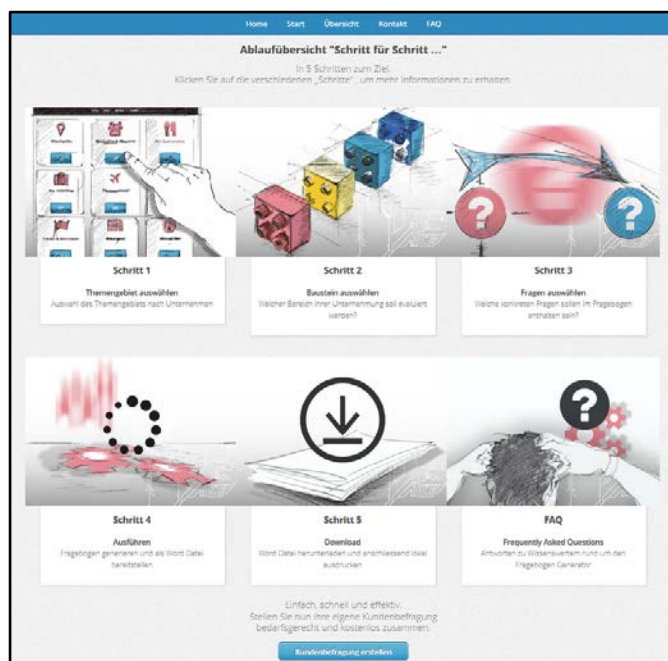 Home Start Übersicht Kontakt FAQ
Ablaufübersicht "Schritt für Schritt ..."
In 5 Schritten zum Ziel.
Klicken Sie auf die verschiedenen „Schritte“, um mehr Informationen zu erhalten.
Schritt 1
Themengebiet auswählen
Auswahl des Themengebiets nach Unternehmen
Schritt 2
Baustein auswählen
Welcher Bereich Ihrer Unternehmung soll evaluiert
werden?
Schritt 3
Fragen auswählen
Welche konkreten Fragen sollen im Fragebogen
enthalten sein?
Schritt 4
Ausführen
Fragebogen generieren und als Word Datei
bereitstellen
Schritt 5
Download
Word Datei herunterladen und anschliessend lokal
ausdrucken
FAQ
Frequently Asked Questions
Antworten zu Wissenswertem rund um den
Fragebogen Generator
Einfach, schnell und effektiv.
Stellen Sie nun ihre eigene Kundenbefragung
bedarfsgerecht und kostenlos zusammen.
Kundenbefragung erstellen